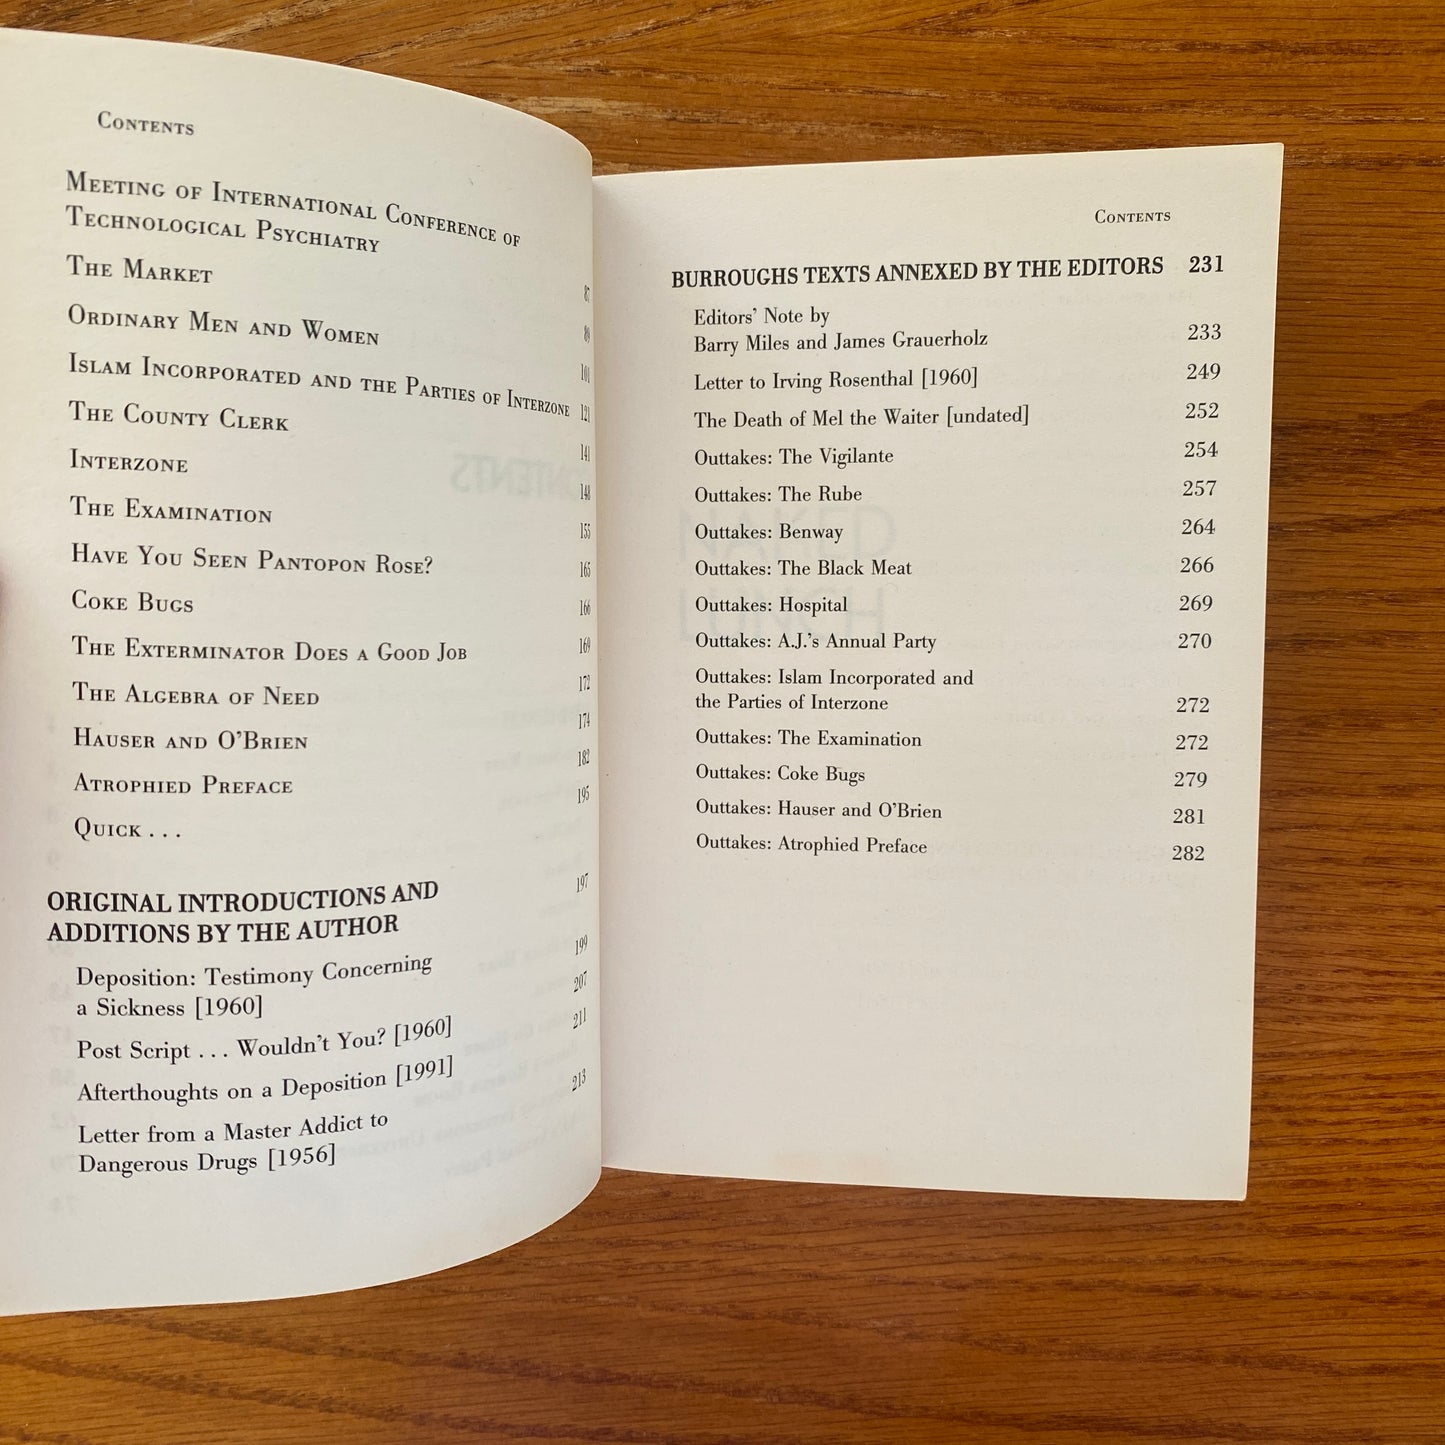 CONTENTS
MEETING OF INTERNATIONAL CONFERENCE OF
TECHNOLOGICAL PSYCHIATRY 87
THE MARKET 89
ORDINARY MEN AND WOMEN 101
ISLAM INCORPORATED AND THE PARTIES OF INTERZONE 121
THE COUNTY CLERK 141
INTERZONE 148
THE EXAMINATION 155
HAVE YOU SEEN PANTOPON ROSE? 165
COKE BUGS 166
THE EXTERMINATOR DOES A GOOD JOB 169
THE ALGEBRA OF NEED 172
HAUSER AND O'BRIEN 174
ATROPHIED PREFACE 182
QUICK . . . 195
ORIGINAL INTRODUCTIONS AND
ADDITIONS BY THE AUTHOR 197
Deposition: Testimony Concerning
a Sickness [1960] 199
Post Script . . . Wouldn't You? [1960] 207
Afterthoughts on a Deposition [1991] 211
Letter from a Master Addict to
Dangerous Drugs [1956] 213
CONTENTS
BURROUGHS TEXTS ANNEXED BY THE EDITORS 231
Editors' Note by
Barry Miles and James Grauerholz 233
Letter to Irving Rosenthal [1960] 249
The Death of Mel the Waiter [undated] 252
Outtakes: The Vigilante 254
Outtakes: The Rube 257
Outtakes: Benway 264
Outtakes: The Black Meat 266
Outtakes: Hospital 269
Outtakes: A.J.'s Annual Party 270
Outtakes: Islam Incorporated and
the Parties of Interzone 272
Outtakes: The Examination 272
Outtakes: Coke Bugs 279
Outtakes: Hauser and O'Brien 281
Outtakes: Atrophied Preface 282